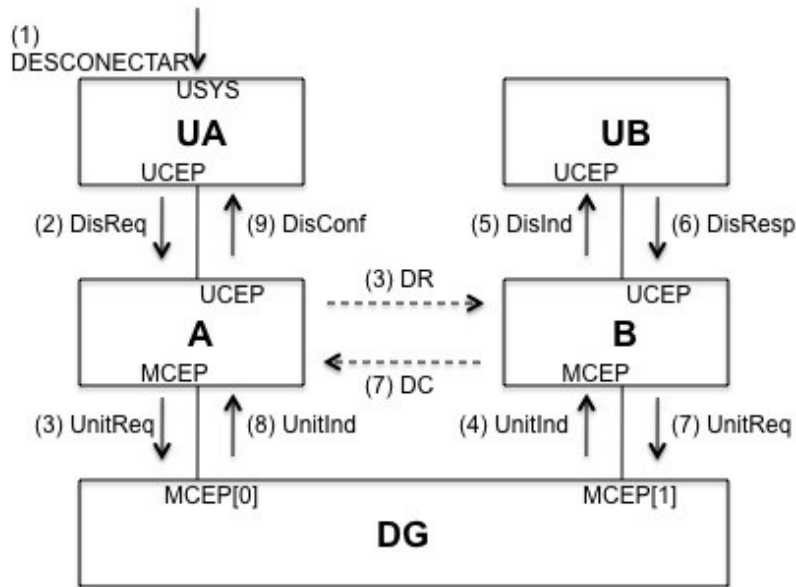 (1)
DESCONECTAR
USYS
UA
UB
UCEP
UCEP
(2) DisReq
(9) DisConf
(5) DisInd
(6) DisResp
UCEP
(3) DR
UCEP
A
B
MCEP
(7) DC
MCEP
(3) UnitReq
(8) UnitInd
(4) UnitInd
(7) UnitReq
MCEP[0]
MCEP[1]
DG